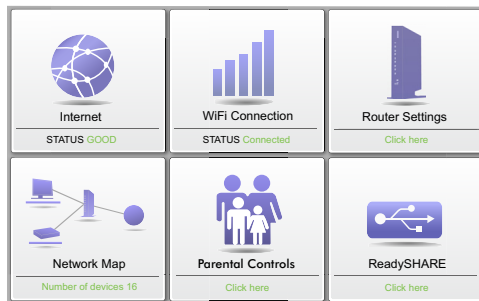 Internet
STATUS GOOD
WiFi Connection
STATUS Connected
Router Settings
Click here
Network Map
Number of devices 16
Parental Controls
Click here
ReadySHARE
Click here